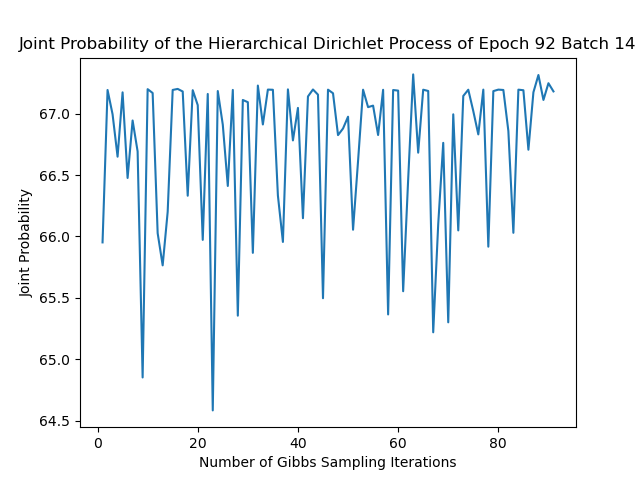 Joint Probability of the Hierarchical Dirichlet Process of Epoch 92 Batch 14
67.0
66.5
66.0
65.5
65.0
64.5
Joint Probability
0 20 40 60 80
Number of Gibbs Sampling Iterations